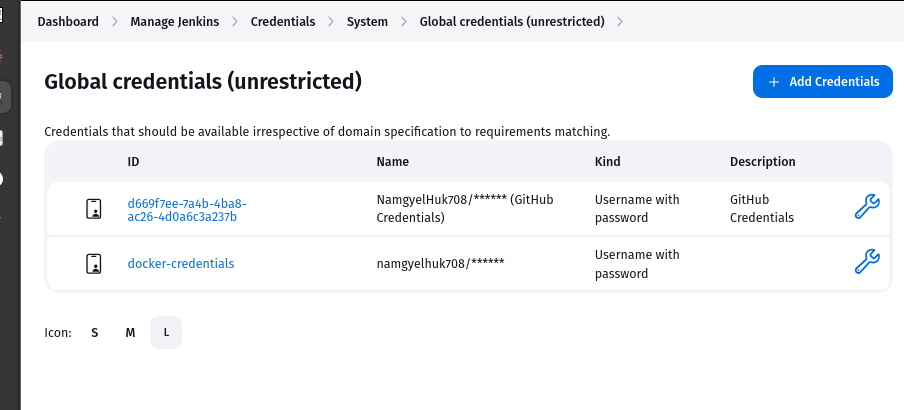 Dashboard > Manage Jenkins > Credentials > System > Global credentials (unrestricted) >
Global credentials (unrestricted)
+ Add Credentials
Credentials that should be available irrespective of domain specification to requirements matching.
ID Name Kind Description
d669f7ee-7a4b-4ba8-
ac26-4d0a6c3a237b
NamgyelHuk708/****** (GitHub
Credentials)
Username with
password
GitHub
Credentials
docker-credentials
namgyelhuk708/******
Username with
password
Icon: S M L